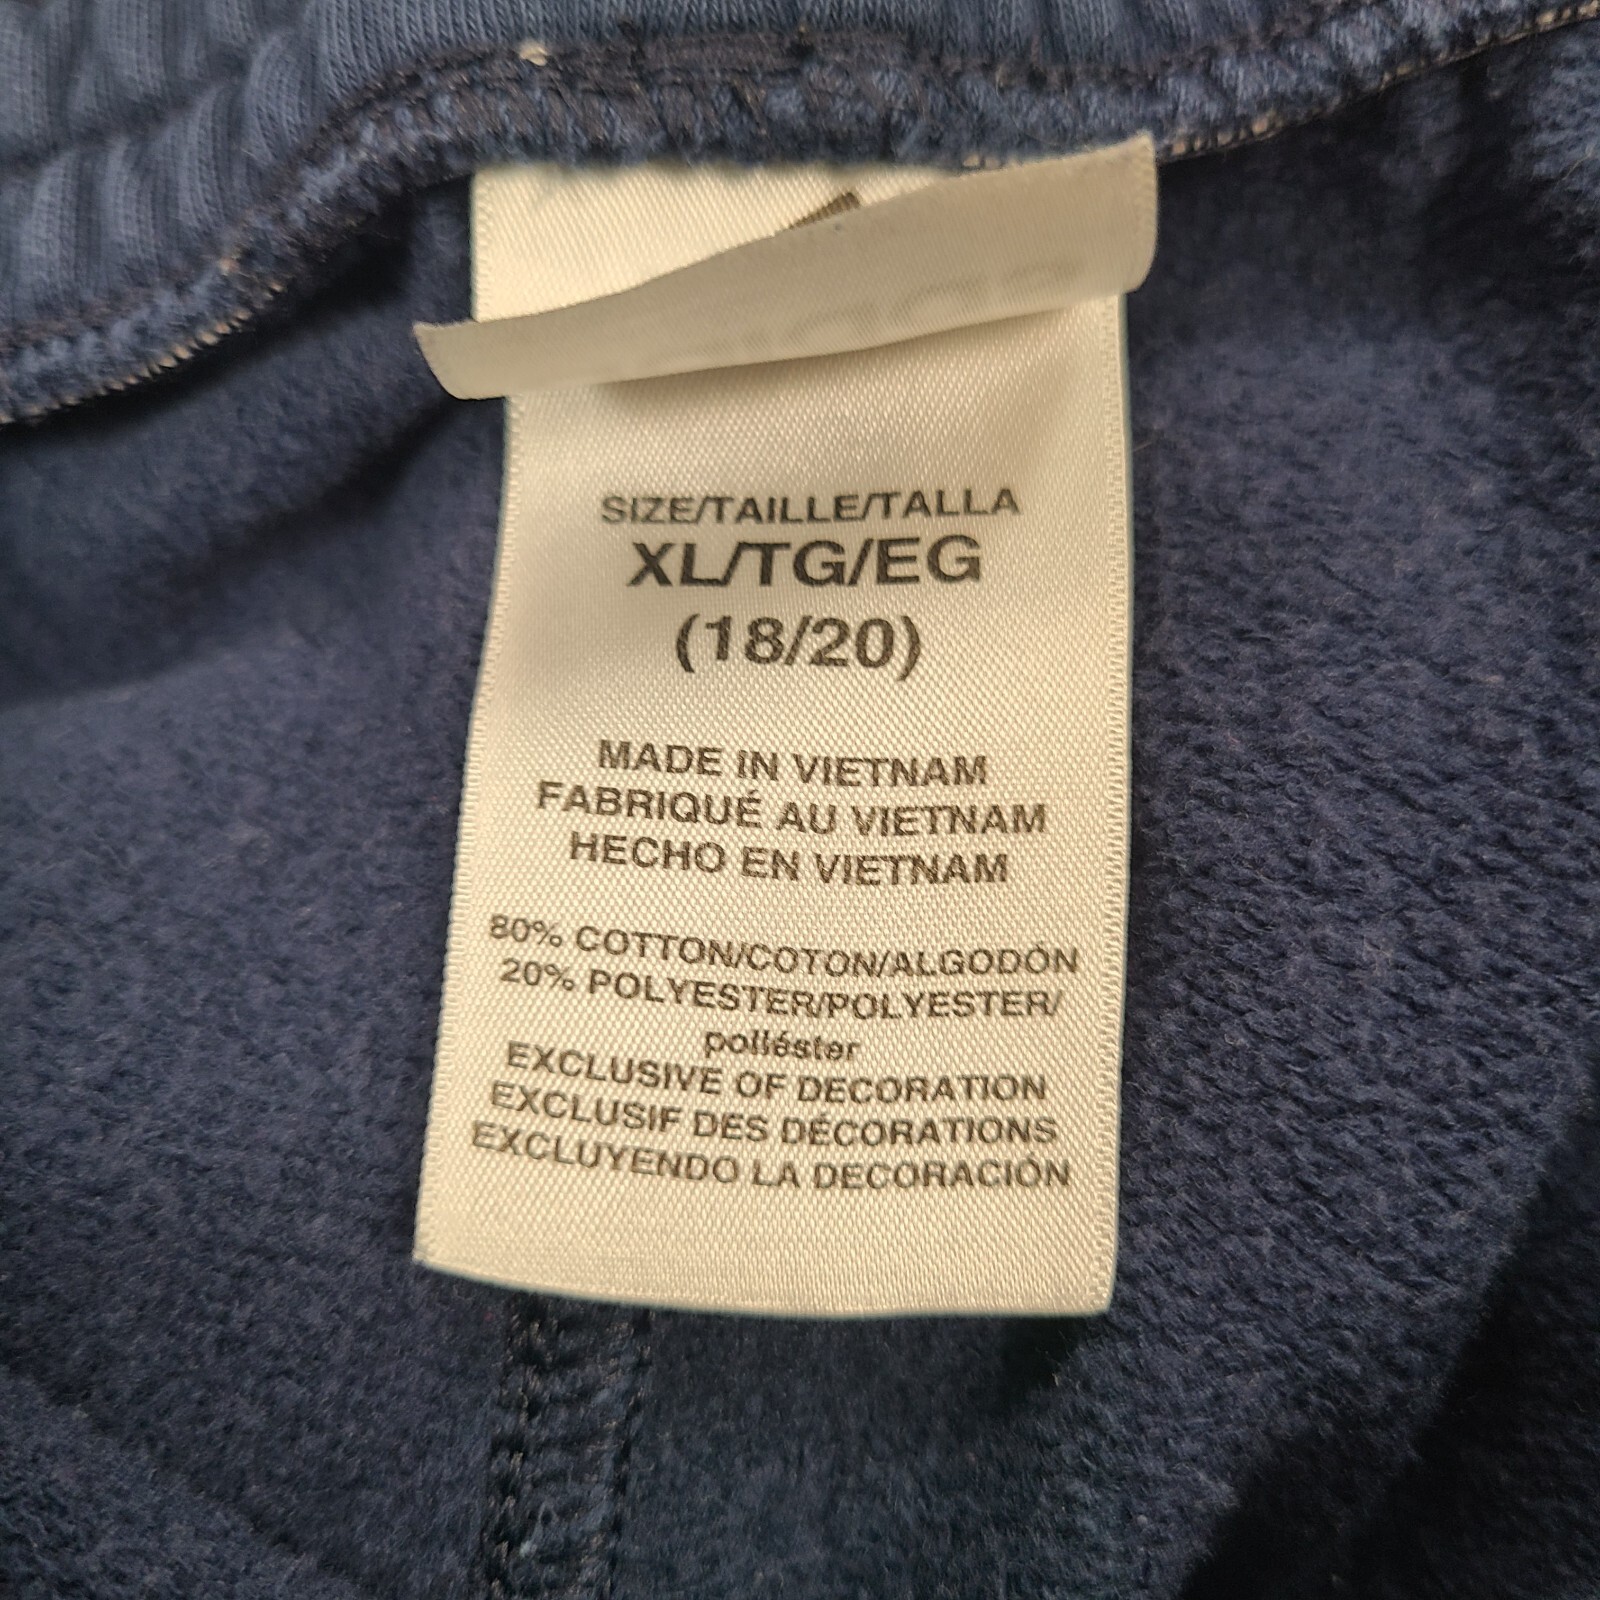 SIZE/TAILLE/TALLA
XL/TG/EG
(18/20)
MADE IN VIETNAM
FABRIQUÉ AU VIETNAM
HECHO EN VIETNAM
80% COTTON/COTON/ALGODÓN
20% POLYESTER/POLYESTER/
poliéster
EXCLUSIVE OF DECORATION
EXCLUSIF DES DÉCORATIONS
EXCLUYENDO LA DECORACIÓN